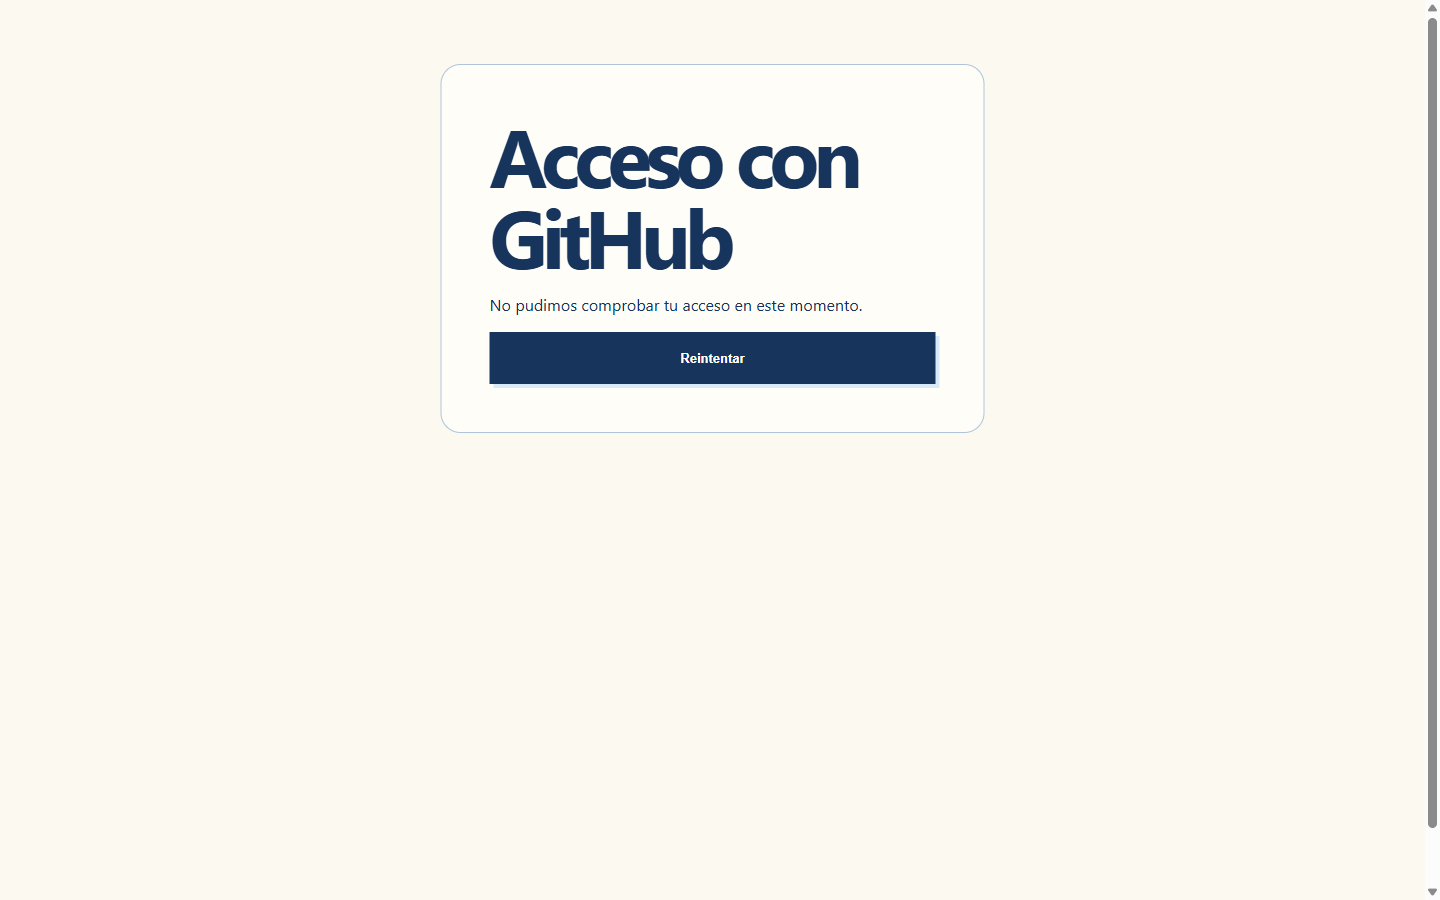 Acceso con
GitHub
No pudimos comprobar tu acceso en este momento.
Reintentar